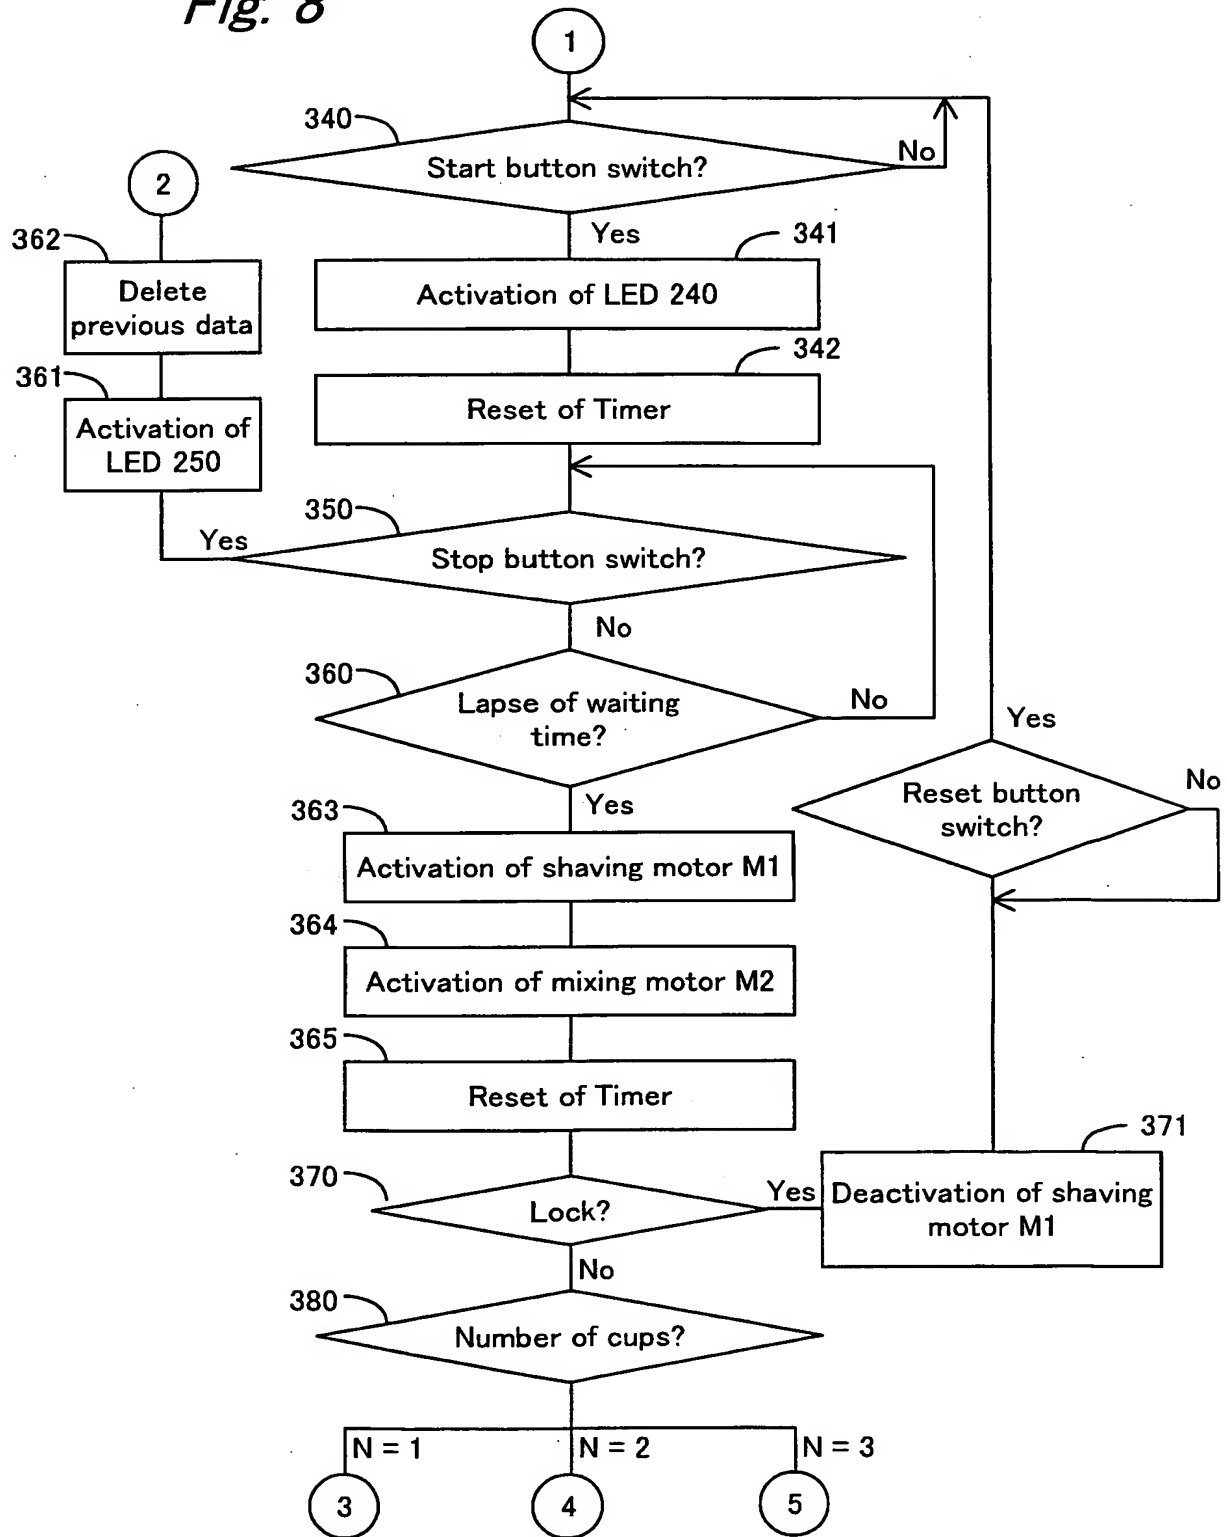 Fig. 8
1
340
Start button switch?
No
2
Yes
341
362
Delete
previous data
Activation of LED 240
342
361
Reset of Timer
Activation of
LED 250
350
Yes
Stop button switch?
No
360
Lapse of waiting
time?
No
Yes
Yes
363
Reset button
switch?
No
Activation of shaving motor M1
364
Activation of mixing motor M2
365
Reset of Timer
371
370
Lock?
Yes
Deactivation of shaving
motor M1
No
380
Number of cups?
N = 1
N = 2
N = 3
3
4
5